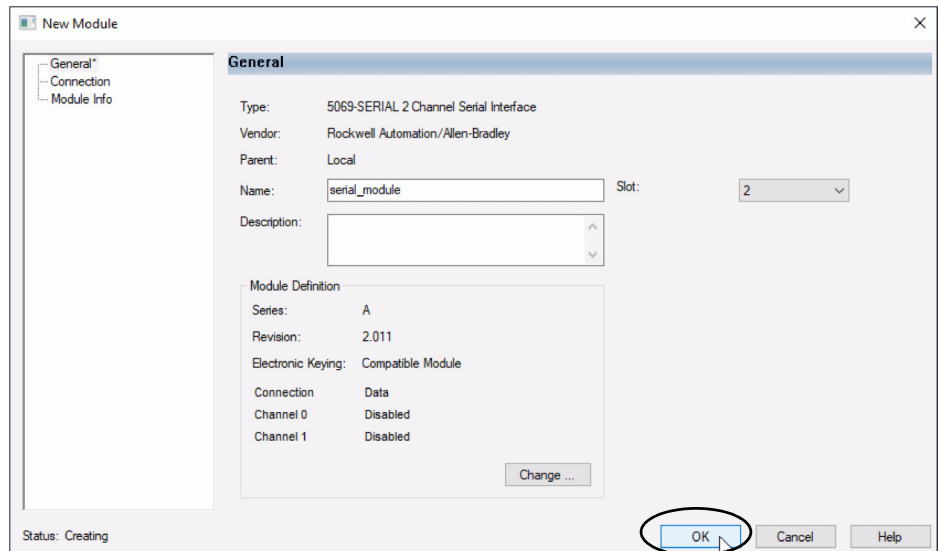 New Module
General*
Connection
Module Info
General
Type: 5069-SERIAL 2 Channel Serial Interface
Vendor: Rockwell Automation/Allen-Bradley
Parent: Local
Name: serial_module Slot: 2
Description:
Module Definition
Series: A
Revision: 2.011
Electronic Keying: Compatible Module
Connection Data
Channel 0 Disabled
Channel 1 Disabled
Change ...
Status: Creating OK Cancel Help